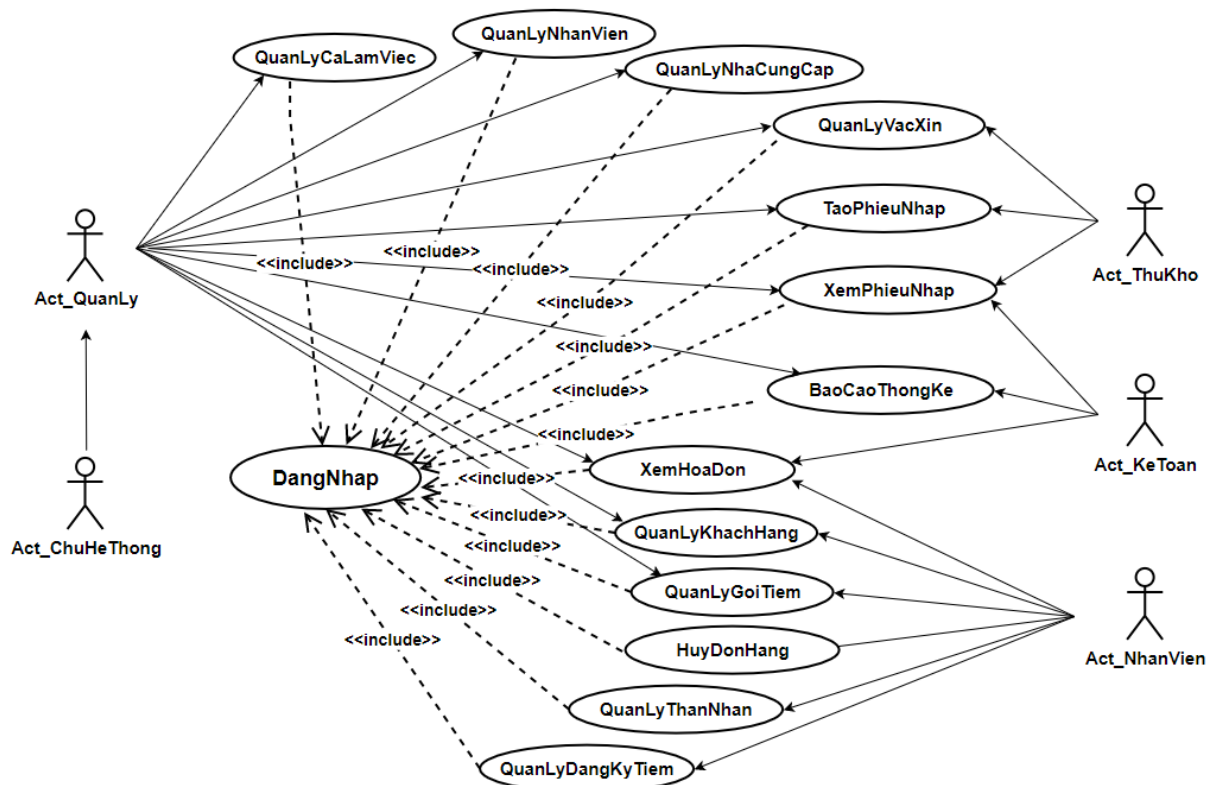 QuanLyNhanVien
QuanLyCaLamViec
QuanLyNhaCungCap
QuanLyVacXin
TaoPhieuNhap
<<include>>
<<include>>
<<include>>
XemPhieuNhap
Act_QuanLy
Act_ThuKho
<<include>>
<<include>>
<<include>>
BaoCaoThongKe
<<include>>
Act_KeToan
DangNhap
XemHoaDon
<<include>>
<<include>>
QuanLyKhachHang
Act_ChuHeThong
<<include>>
<<include>>
QuanLyGoiTiem
<<include>>
<<include>>
HuyDonHang
Act_NhanVien
QuanLyThanNhan
QuanLyDangKyTiem